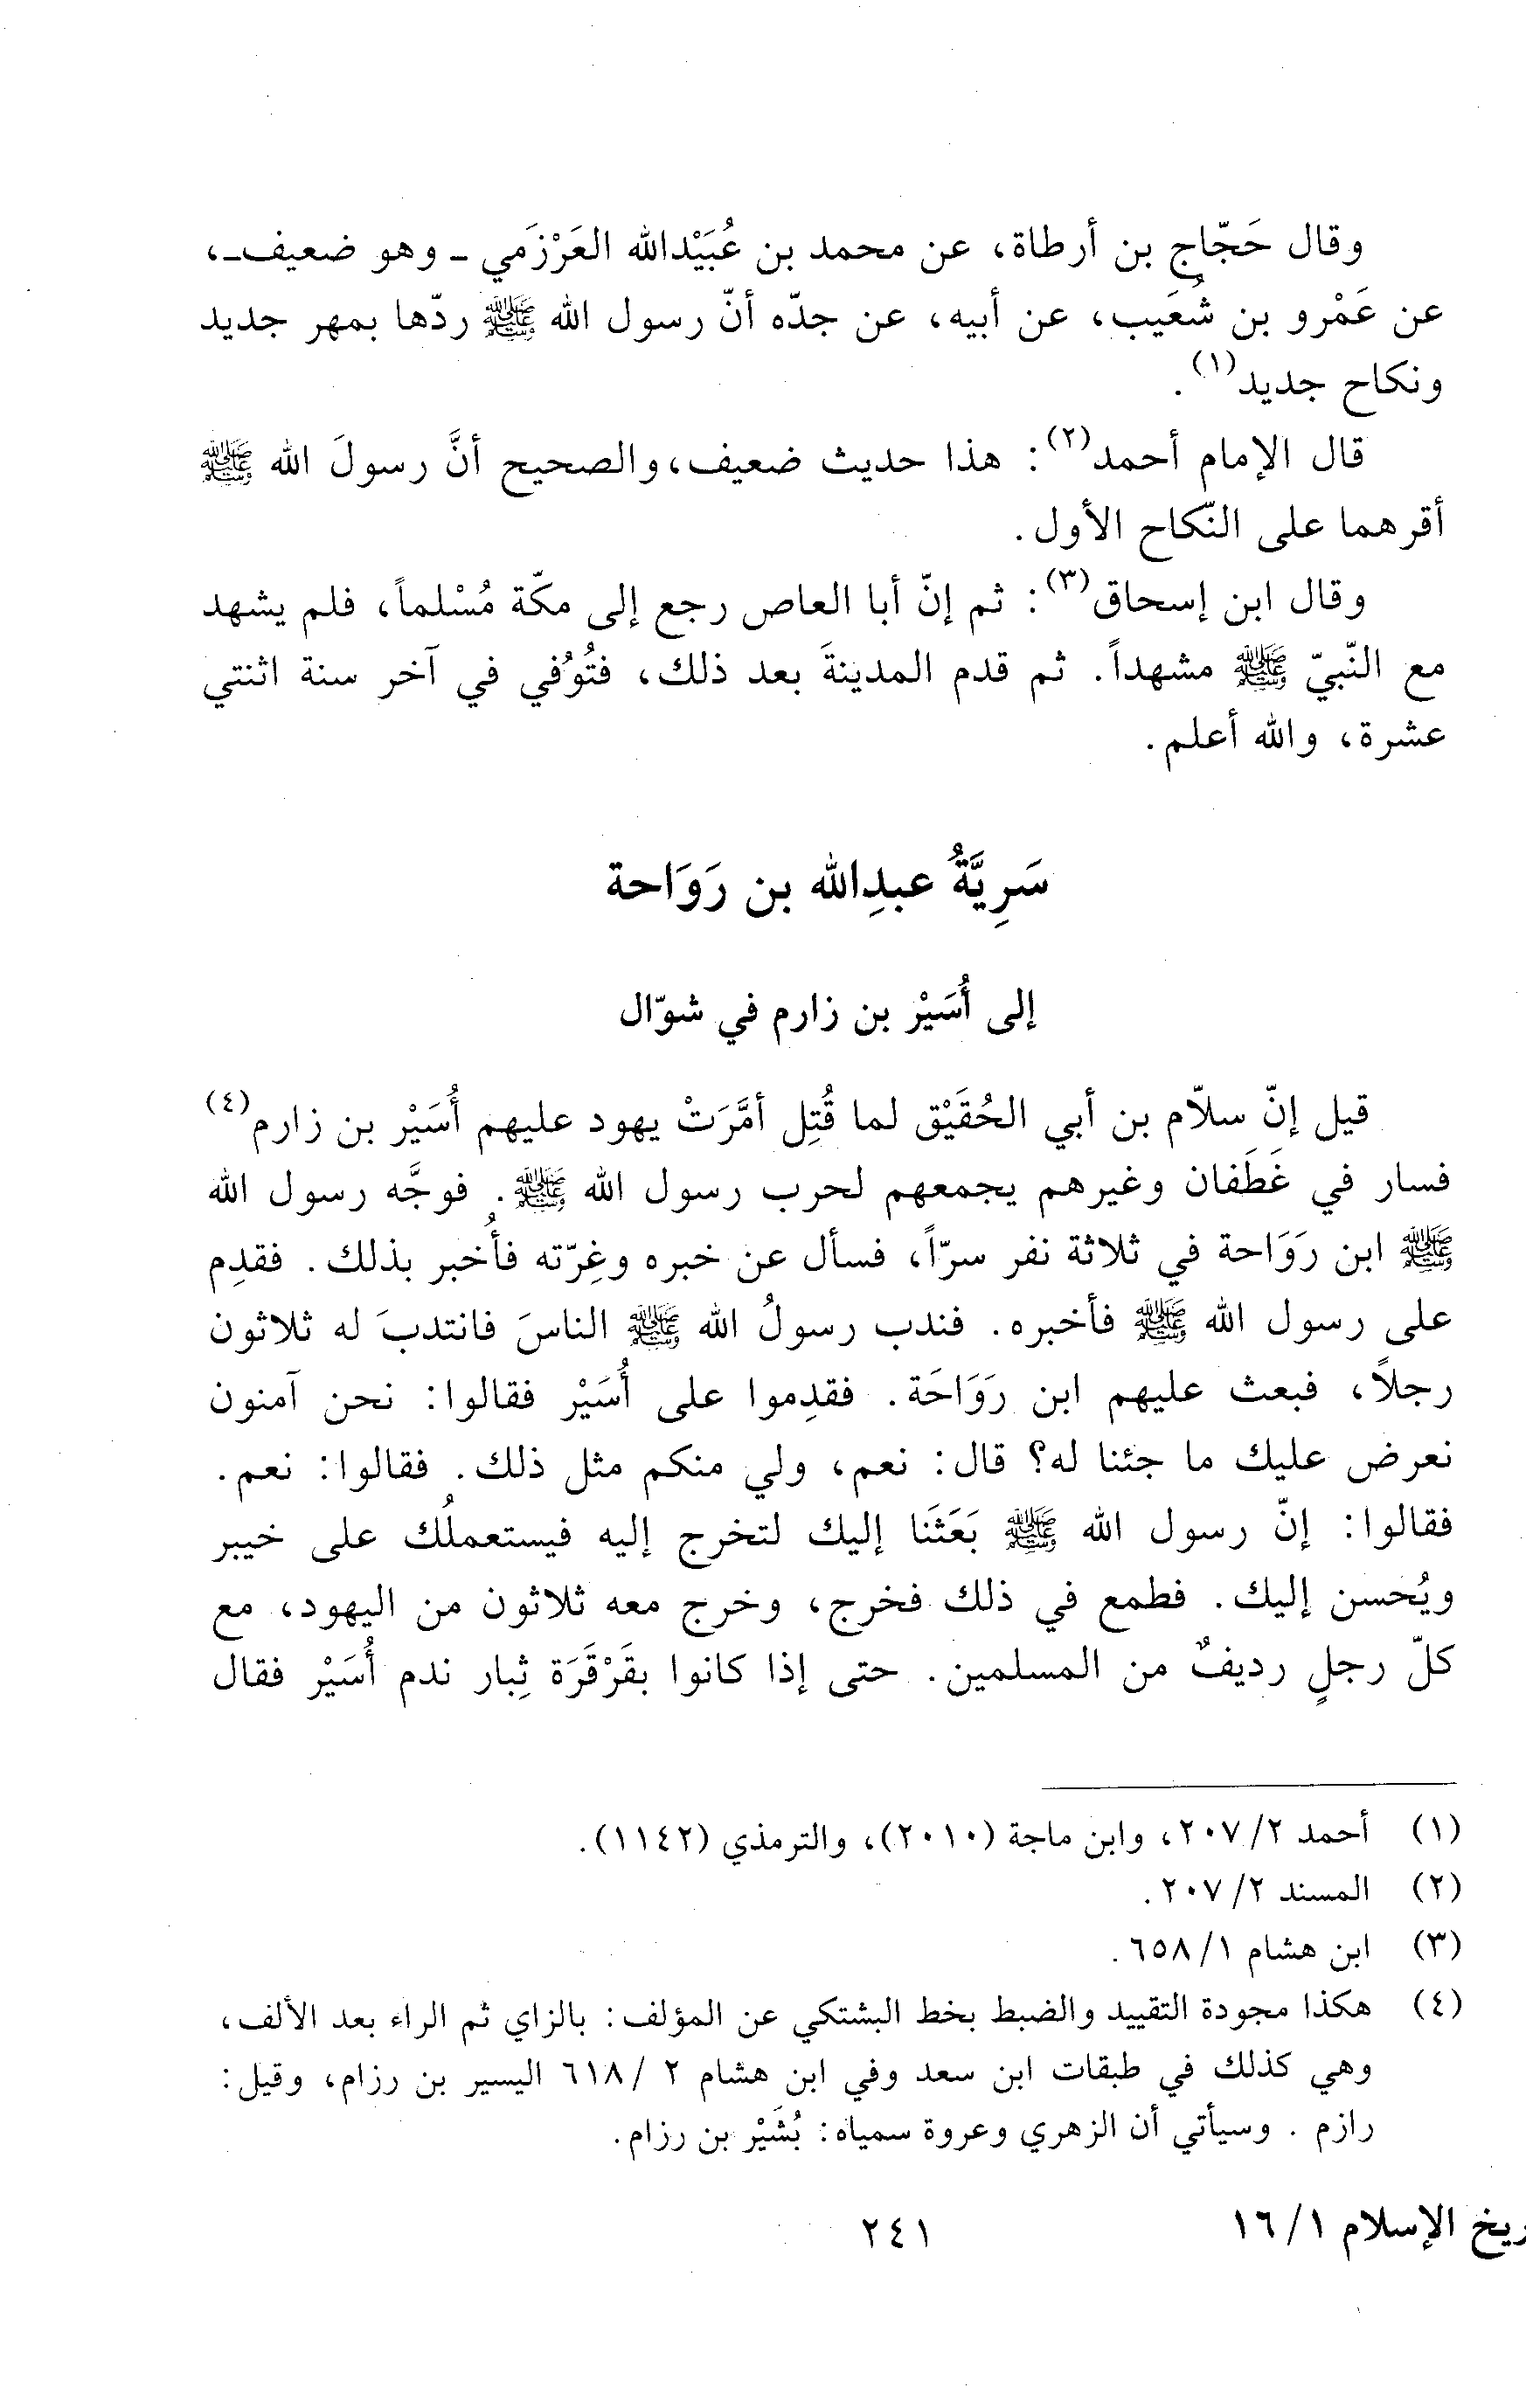 وقال حَجّاج بن أرطاة، عن محمد بن عُبَيْدالله العَرْزَمي ـ وهو ضعيف ـ،
عن عَمْرو بن شُعَيب، عن أبيه، عن جدّه أنّ رسول الله ﷺ ردّها بمهر جديد
ونكاح جديد(١).
قال الإمام أحمد(٢): هذا حديث ضعيف، والصحيح أنَّ رسولَ الله ﷺ
أقرهما على النّكاح الأول.
وقال ابن إسحاق(٣): ثم إنّ أبا العاص رجع إلى مكّة مُسْلماً، فلم يشهد
مع النّبيّ ﷺ مشهداً. ثم قدم المدينةَ بعد ذلك، فتُوُفي في آخر سنة اثنتي
عشرة، والله أعلم.
سَرِيَّةُ عبدِالله بن رَوَاحة
إلى أُسَيْر بن زارم في شوّال
قيل إنّ سلاّم بن أبي الحُقَيْق لما قُتِل أمَّرَتْ يهود عليهم أُسَيْر بن زارم(٤)
فسار في غَطَفان وغيرهم يجمعهم لحرب رسول الله ﷺ. فوجَّه رسول الله
ﷺ ابن رَوَاحة في ثلاثة نفر سرّاً، فسأل عن خبره وغِرّته فأُخبر بذلك. فقدِم
على رسول الله ﷺ فأخبره. فندب رسولُ الله ﷺ الناسَ فانتدبَ له ثلاثون
رجلاً، فبعث عليهم ابن رَوَاحَة. فقدِموا على أُسَيْر فقالوا: نحن آمنون
نعرض عليك ما جئنا له؟ قال: نعم، ولي منكم مثل ذلك. فقالوا: نعم.
فقالوا: إنّ رسول الله ﷺ بَعَثَنا إليك لتخرج إليه فيستعملُك على خيبر
ويُحسن إليك. فطمع في ذلك فخرج، وخرج معه ثلاثون من اليهود، مع
كلّ رجلٍ رديفٌ من المسلمين. حتى إذا كانوا بقَرْقَرَة ثِبار ندم أُسَيْر فقال
(١) أحمد ٢/ ٢٠٧، وابن ماجة (٢٠١٠)، والترمذي (١١٤٢).
(٢) المسند ٢/ ٢٠٧.
(٣) ابن هشام ١/ ٦٥٨.
(٤) هكذا مجودة التقييد والضبط بخط البشتكي عن المؤلف: بالزاي ثم الراء بعد الألف،
وهي كذلك في طبقات ابن سعد وفي ابن هشام ٢ / ٦١٨ اليسير بن رزام، وقيل:
رازم . وسيأتي أن الزهري وعروة سمياه: بُشَيْر بن رزام.
ريخ الإسلام ١/ ١٦
٢٤١